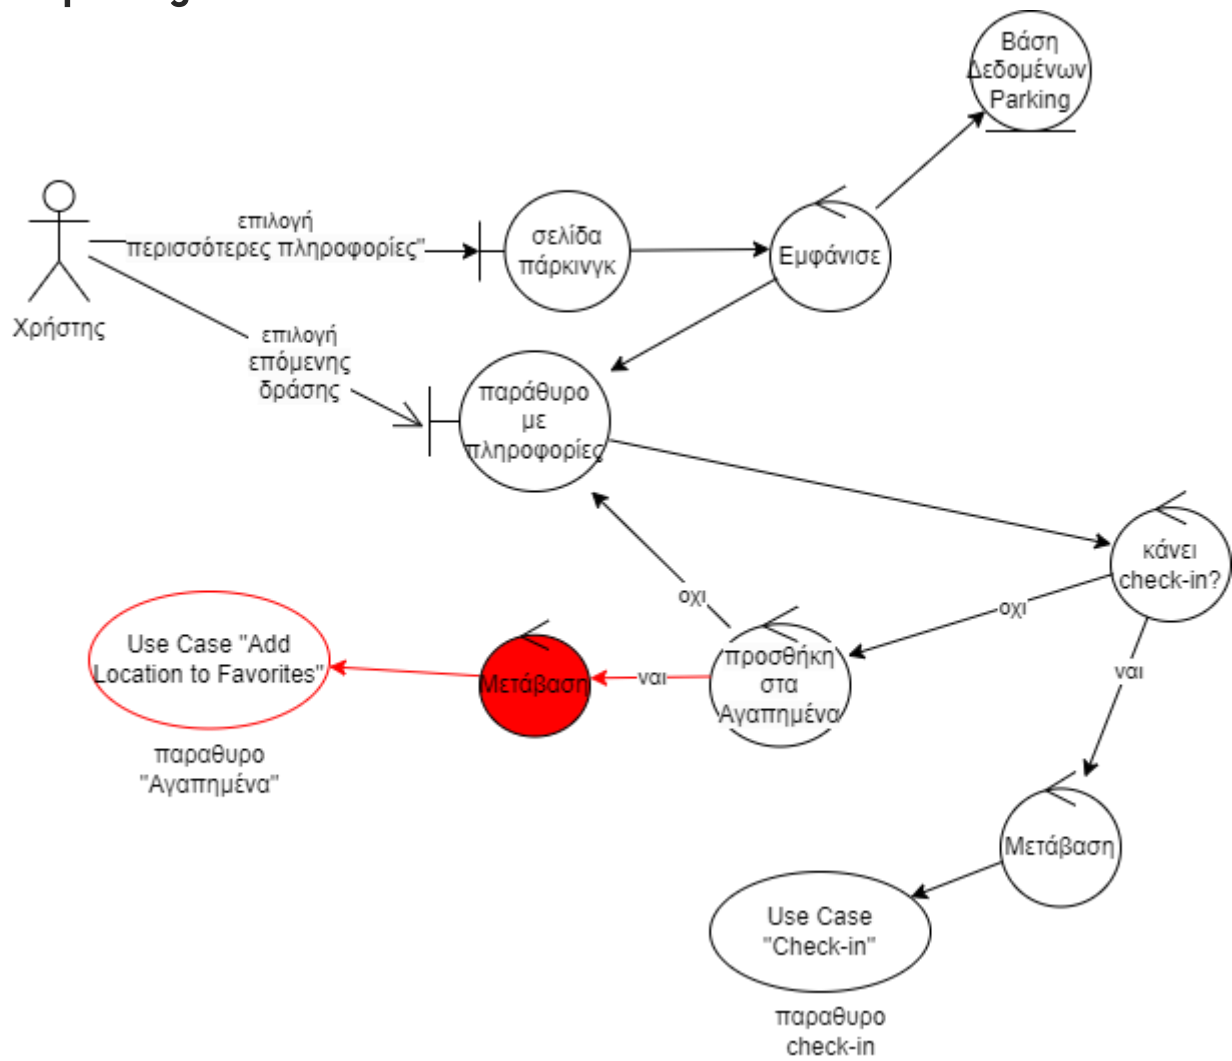 Βάση
Δεδομένων
Parking
επιλογή
περισσότερες πληροφορίες"
σελίδα
πάρκινγκ
Εμφάνισε
Χρήστης
επιλογή
επόμενης
δράσης
παράθυρο
με
πληροφορίες
κάνει
check-in?
οχι
οχι
Use Case "Add
Location to Favorites"
Μετάβαση
ναι
προσθήκη
στα
Αγαπημένα
ναι
παραθυρο
"Αγαπημένα"
Μετάβαση
Use Case
"Check-in"
παραθυρο
check-in